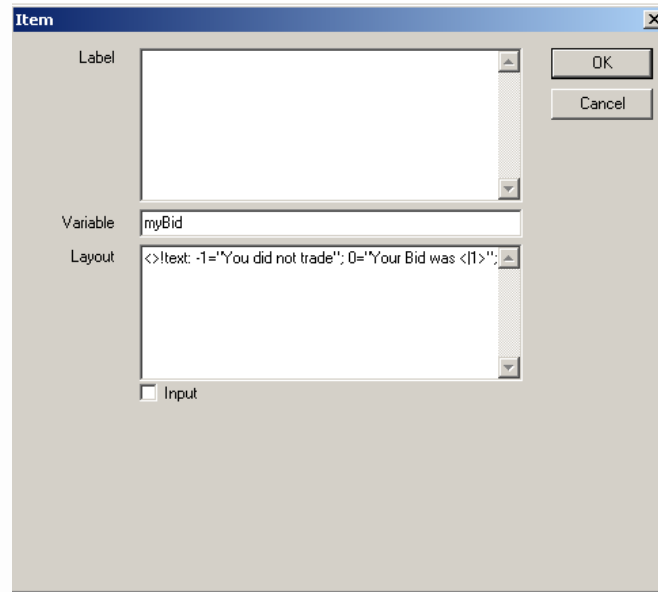 Item
Label
OK
Cancel
Variable
myBid
Layout
<>!text: -1="You did not trade"; 0="Your Bid was <|1>";
Input